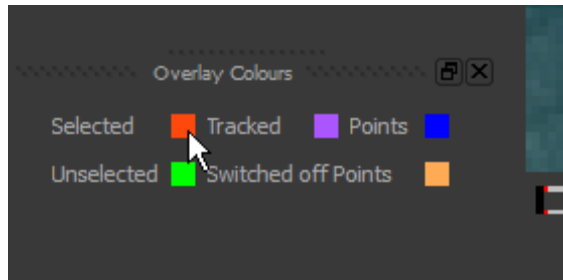 Overlay Colours
Selected Tracked Points
Unselected Switched off Points